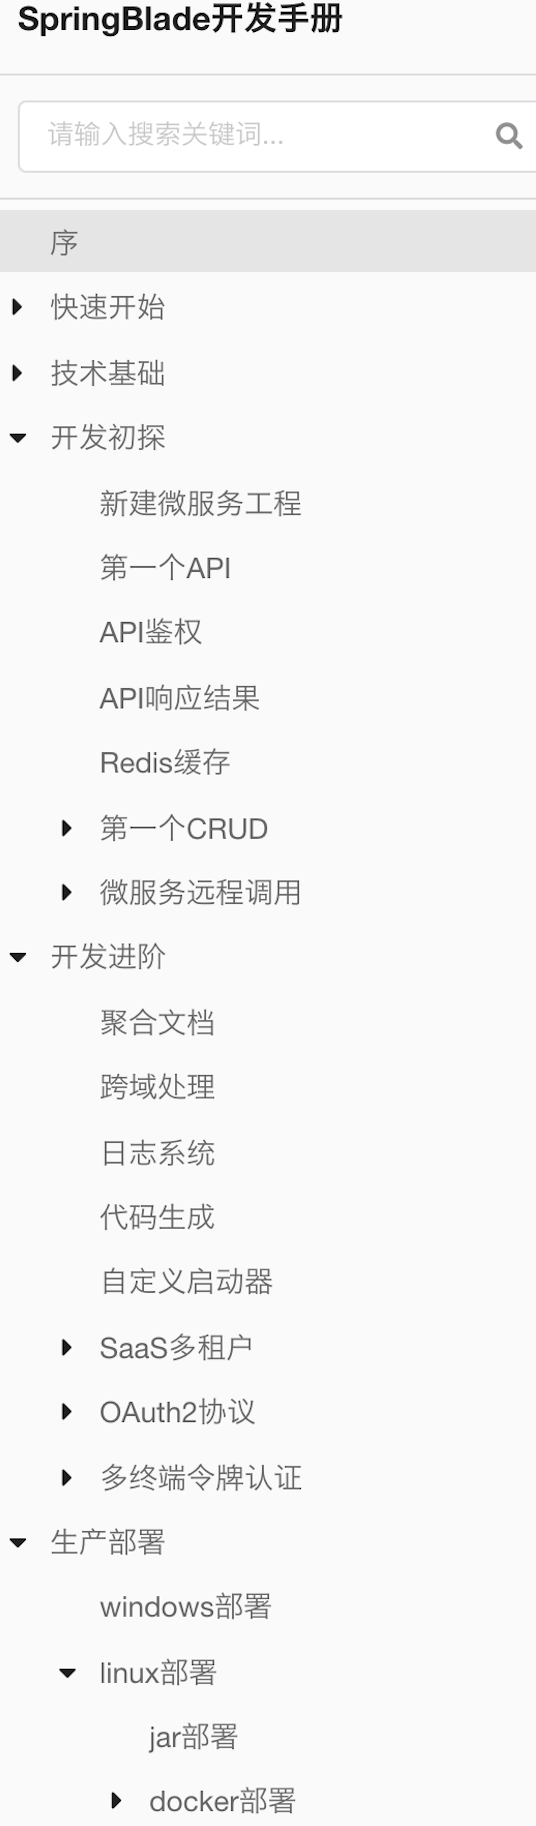 SpringBlade开发手册
请输入搜索关键词...
序
快速开始
技术基础
开发初探
新建微服务工程
第一个API
API鉴权
API响应结果
Redis缓存
第一个CRUD
微服务远程调用
开发进阶
聚合文档
跨域处理
日志系统
代码生成
自定义启动器
SaaS多租户
OAuth2协议
多终端令牌认证
生产部署
windows部署
linux部署
jar部署
docker部署